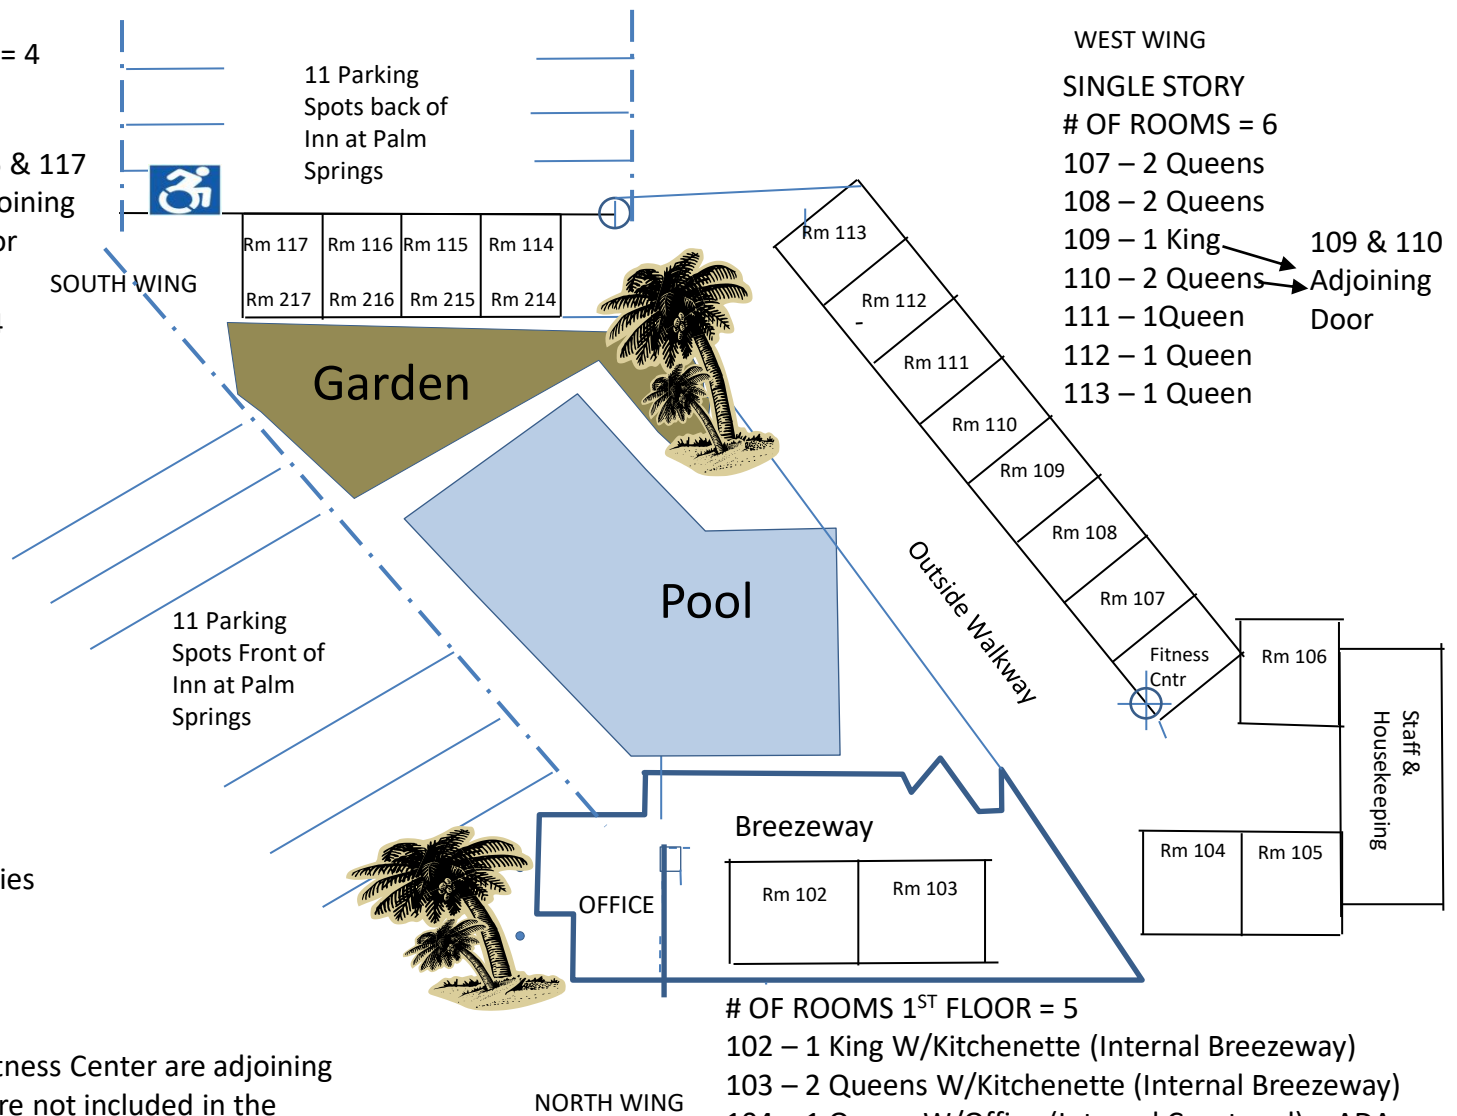 = 4
& 117
oining
or
SOUTH WING
11 Parking
Spots back of
Inn at Palm
Springs
WEST WING
SINGLE STORY
# OF ROOMS = 6
107 – 2 Queens
108 – 2 Queens
109 – 1 King
110 – 2 Queens
111 – 1Queen
112 – 1 Queen
113 – 1 Queen
109 & 110
Adjoining
Door
Rm 117
Rm 116
Rm 115
Rm 114
Rm 217
Rm 216
Rm 215
Rm 214
Rm 113
Rm 112
-
Rm 111
Rm 110
Rm 109
Rm 108
Rm 107
Fitness
Cntr
Rm 106
Staff &
Housekeeping
Rm 104
Rm 105
Garden
Pool
Outside Walkway
11 Parking
Spots Front of
Inn at Palm
Springs
Breezeway
OFFICE
Rm 102
Rm 103
ies
tness Center are adjoining
re not included in the
NORTH WING
# OF ROOMS 1ST FLOOR = 5
102 – 1 King W/Kitchenette (Internal Breezeway)
103 – 2 Queens W/Kitchenette (Internal Breezeway)
104 – 1 Queen W/Office (Internal Courtyard) – ADA